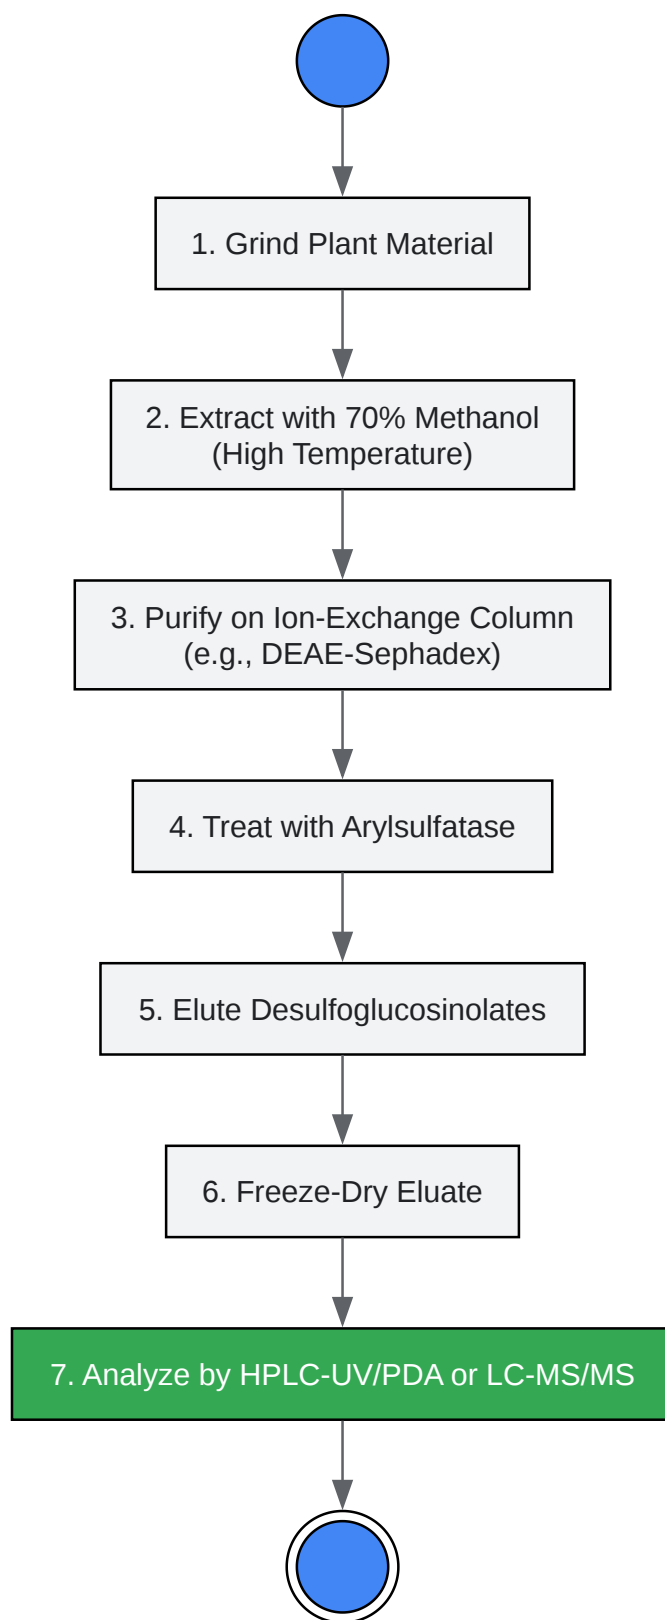 1. Grind Plant Material
2. Extract with 70% Methanol
(High Temperature)
3. Purify on Ion-Exchange Column
(e.g., DEAE-Sephadex)
4. Treat with Arylsulfatase
5. Elute Desulfoglucosinolates
6. Freeze-Dry Eluate
7. Analyze by HPLC-UV/PDA or LC-MS/MS